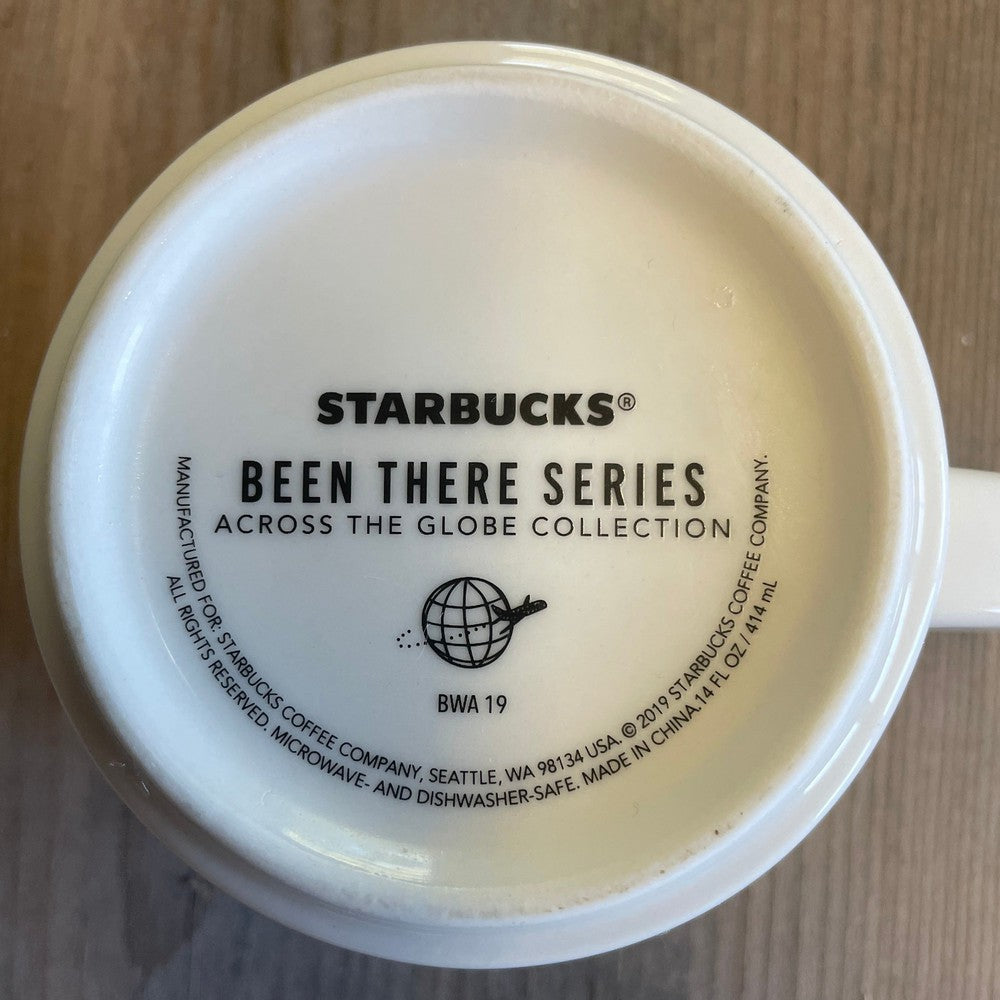 STARBUCKS®
BEEN THERE SERIES
ACROSS THE GLOBE COLLECTION
BWA 19
MANUFACTURED FOR: STARBUCKS COFFEE COMPANY, SEATTLE, WA 98134 USA. © 2019 STARBUCKS COFFEE COMPANY.
ALL RIGHTS RESERVED. MICROWAVE- AND DISHWASHER-SAFE. MADE IN CHINA.14 FL OZ / 414 mL